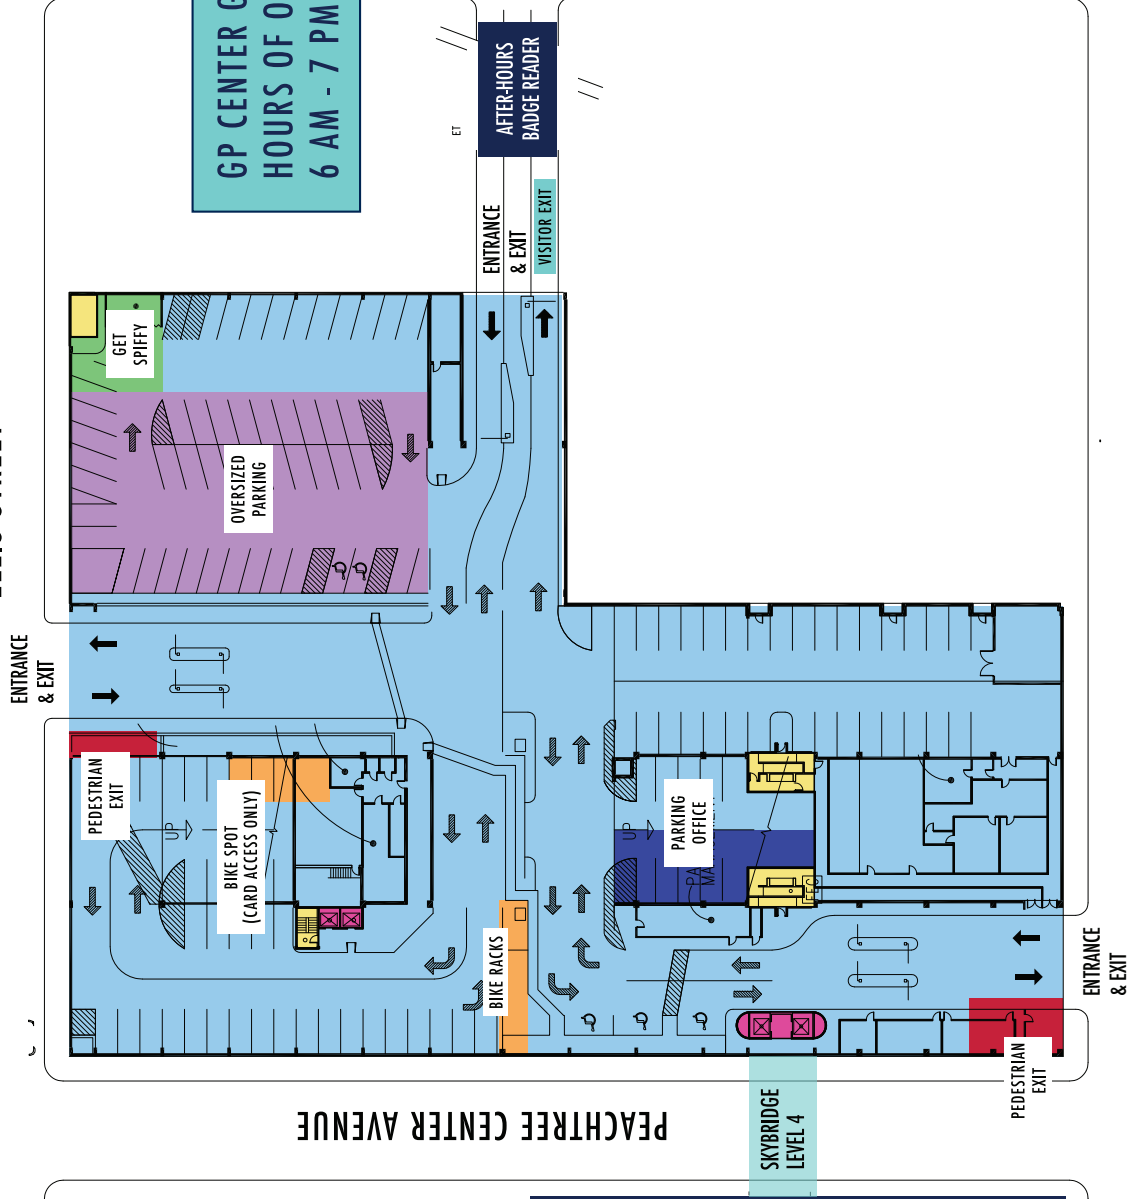 GP CENTER G
HOURS OF O
6 AM - 7 PM
AFTER-HOURS
BADGE READER
ET
ENTRANCE
& EXIT
VISITOR EXIT
GET
SPIFFY
OVERSIZED
PARKING
ENTRANCE
& EXIT
PEDESTRIAN
EXIT
UP
BIKE SPOT
(CARD ACCESS ONLY)
UP
PARKING
OFFICE
BIKE RACKS
ENTRANCE
& EXIT
PEDESTRIAN
EXIT
PEACHTREE CENTER AVENUE
SKYBRIDGE
LEVEL 4